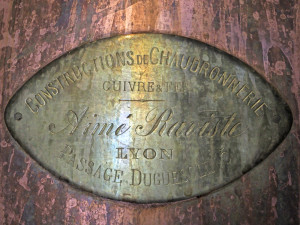 CONSTRUCTIONS DE CHAUDRONNERIE
CUIVRE &
Aimé
LYON
PASSAGE